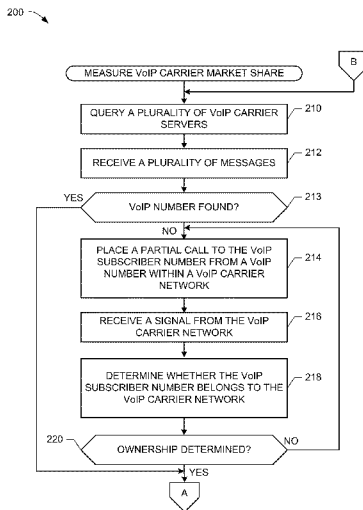 200
B
MEASURE VoIP CARRIER MARKET SHARE
QUERY A PLURALITY OF VoIP CARRIER
SERVERS
210
RECEIVE A PLURALITY OF MESSAGES
212
YES
VoIP NUMBER FOUND?
213
NO
PLACE A PARTIAL CALL TO THE VoIP
SUBSCRIBER NUMBER FROM A VoIP
NUMBER WITHIN A VoIP CARRIER
NETWORK
214
RECEIVE A SIGNAL FROM THE VoIP
CARRIER NETWORK
216
DETERMINE WHETHER THE VoIP
SUBSCRIBER NUMBER BELONGS TO THE
VoIP CARRIER NETWORK
218
220
OWNERSHIP DETERMINED?
NO
YES
A